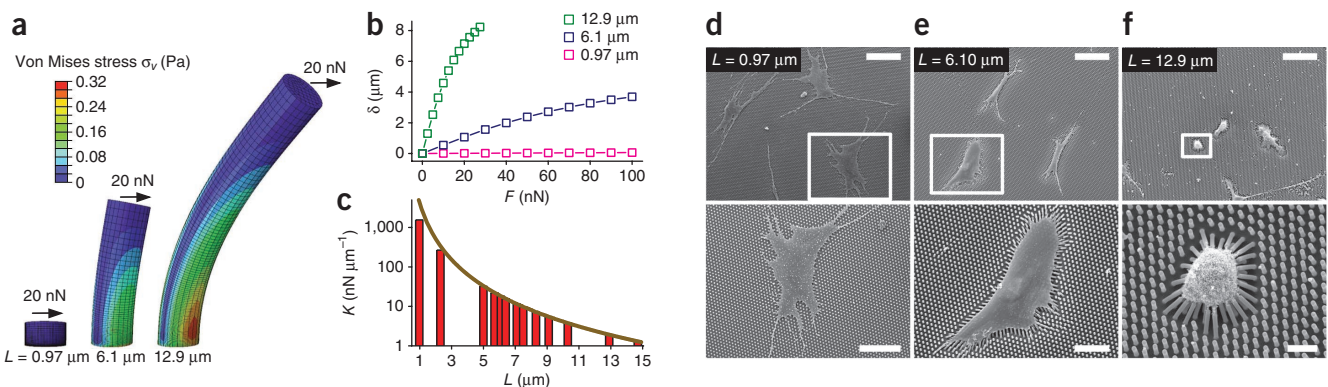 a
Von Mises stress σv (Pa)
0.32
0.24
0.16
0.08
0
20 nN
20 nN
20 nN
L = 0.97 µm
6.1 µm
12.9 µm
b
δ (µm)
8
6
4
2
0
12.9 µm
6.1 µm
0.97 µm
0 20 40 60 80 100
F (nN)
c
K (nN µm⁻¹)
1,000
100
10
1
1 3 5 7 9 11 13 15
L (µm)
d
L = 0.97 µm
e
L = 6.10 µm
f
L = 12.9 µm